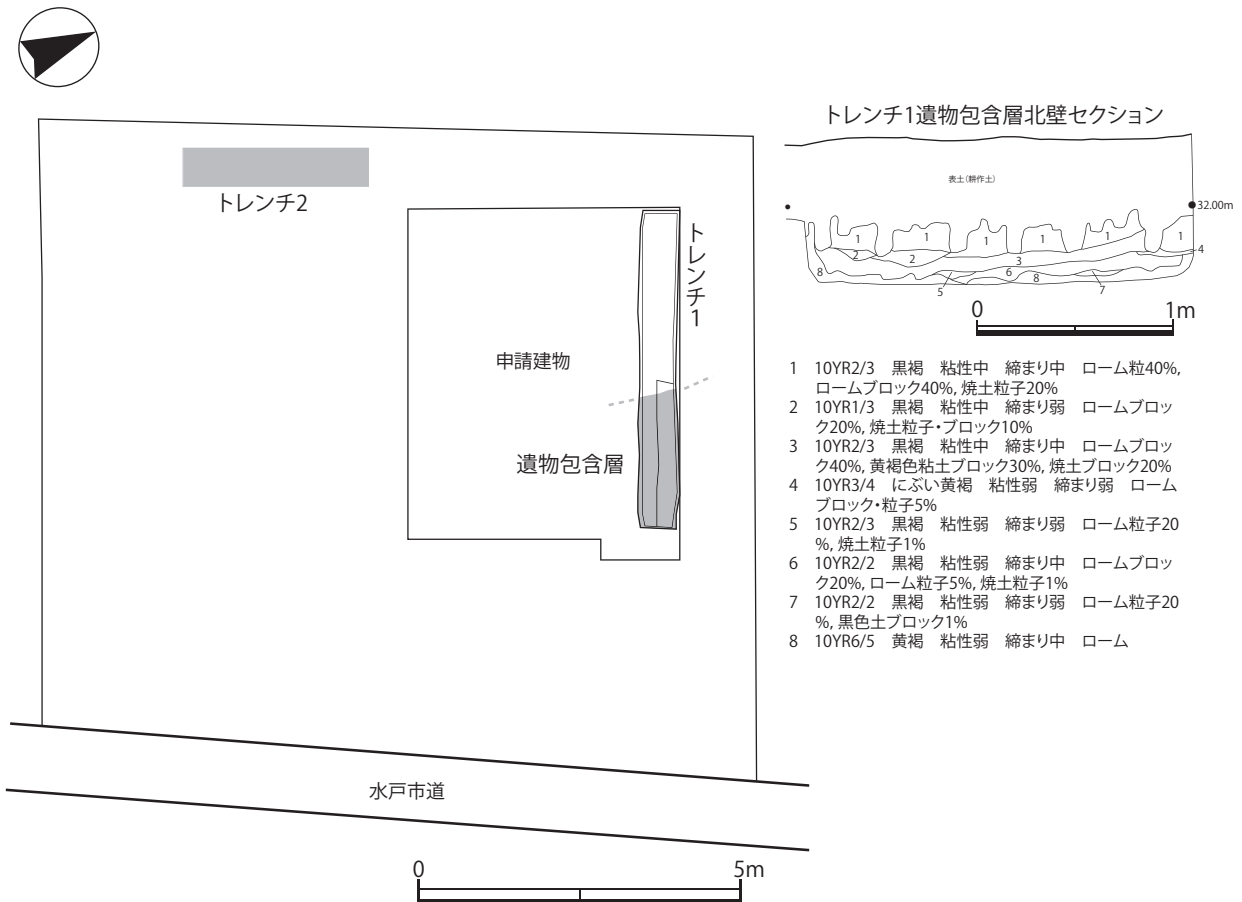 トレンチ2
トレンチ1
申請建物
遺物包含層
水戸市道
0 5m
トレンチ1遺物包含層北壁セクション
表土（耕作土）
32.00m
1 1 1 1 1 1
2 2 3 4
8 6 8
5 7
0 1m
1 10YR2/3 黒褐 粘性中 締まり中 ローム粒40%,
ロームブロック40%, 焼土粒子20%
2 10YR1/3 黒褐 粘性中 締まり弱 ロームブロッ
ク20%, 焼土粒子・ブロック10%
3 10YR2/3 黒褐 粘性中 締まり中 ロームブロッ
ク40%, 黄褐色粘土ブロック30%, 焼土ブロック20%
4 10YR3/4 にぶい黄褐 粘性弱 締まり弱 ローム
ブロック・粒子5%
5 10YR2/3 黒褐 粘性弱 締まり弱 ローム粒子20
%, 焼土粒子1%
6 10YR2/2 黒褐 粘性弱 締まり中 ロームブロッ
ク20%, ローム粒子5%, 焼土粒子1%
7 10YR2/2 黒褐 粘性弱 締まり弱 ローム粒子20
%, 黒色土ブロック1%
8 10YR6/5 黄褐 粘性弱 締まり中 ローム